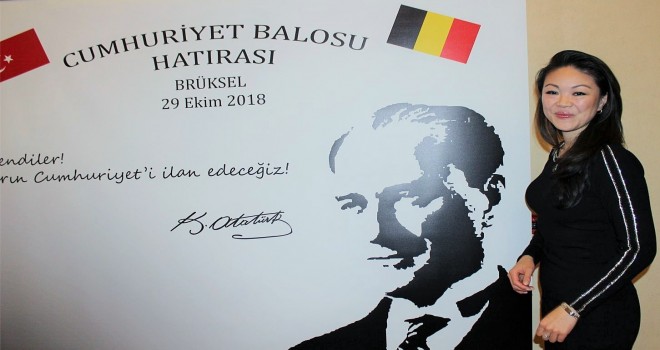 CUMHURİYET BALOSU
HATIRASI
BRÜKSEL
29 Ekim 2018
endiler!
rın Cumhuriyet'i ilan edeceğiz!
K. Atatürk